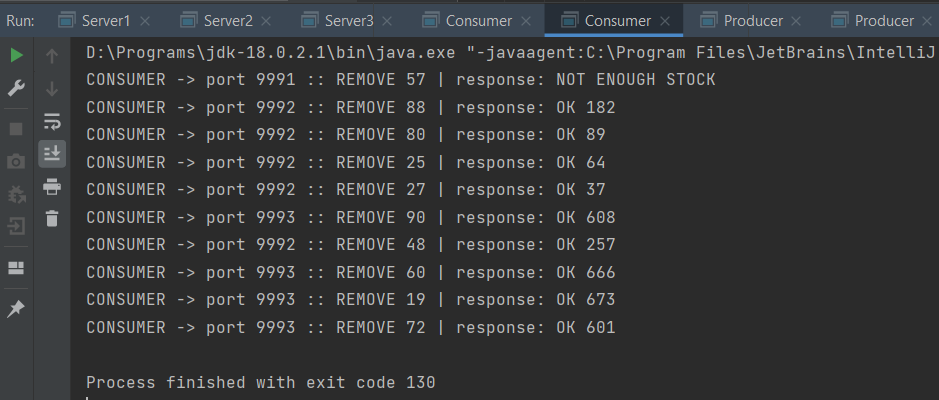 Run: Server1 × Server2 × Server3 × Consumer × Consumer × Producer × Producer ×
D:\Programs\jdk-18.0.2.1\bin\java.exe "-javaagent:C:\Program Files\JetBrains\IntelliJ
CONSUMER -> port 9991 :: REMOVE 57 | response: NOT ENOUGH STOCK
CONSUMER -> port 9992 :: REMOVE 88 | response: OK 182
CONSUMER -> port 9992 :: REMOVE 80 | response: OK 89
CONSUMER -> port 9992 :: REMOVE 25 | response: OK 64
CONSUMER -> port 9992 :: REMOVE 27 | response: OK 37
CONSUMER -> port 9993 :: REMOVE 90 | response: OK 608
CONSUMER -> port 9992 :: REMOVE 48 | response: OK 257
CONSUMER -> port 9993 :: REMOVE 60 | response: OK 666
CONSUMER -> port 9993 :: REMOVE 19 | response: OK 673
CONSUMER -> port 9993 :: REMOVE 72 | response: OK 601
Process finished with exit code 130